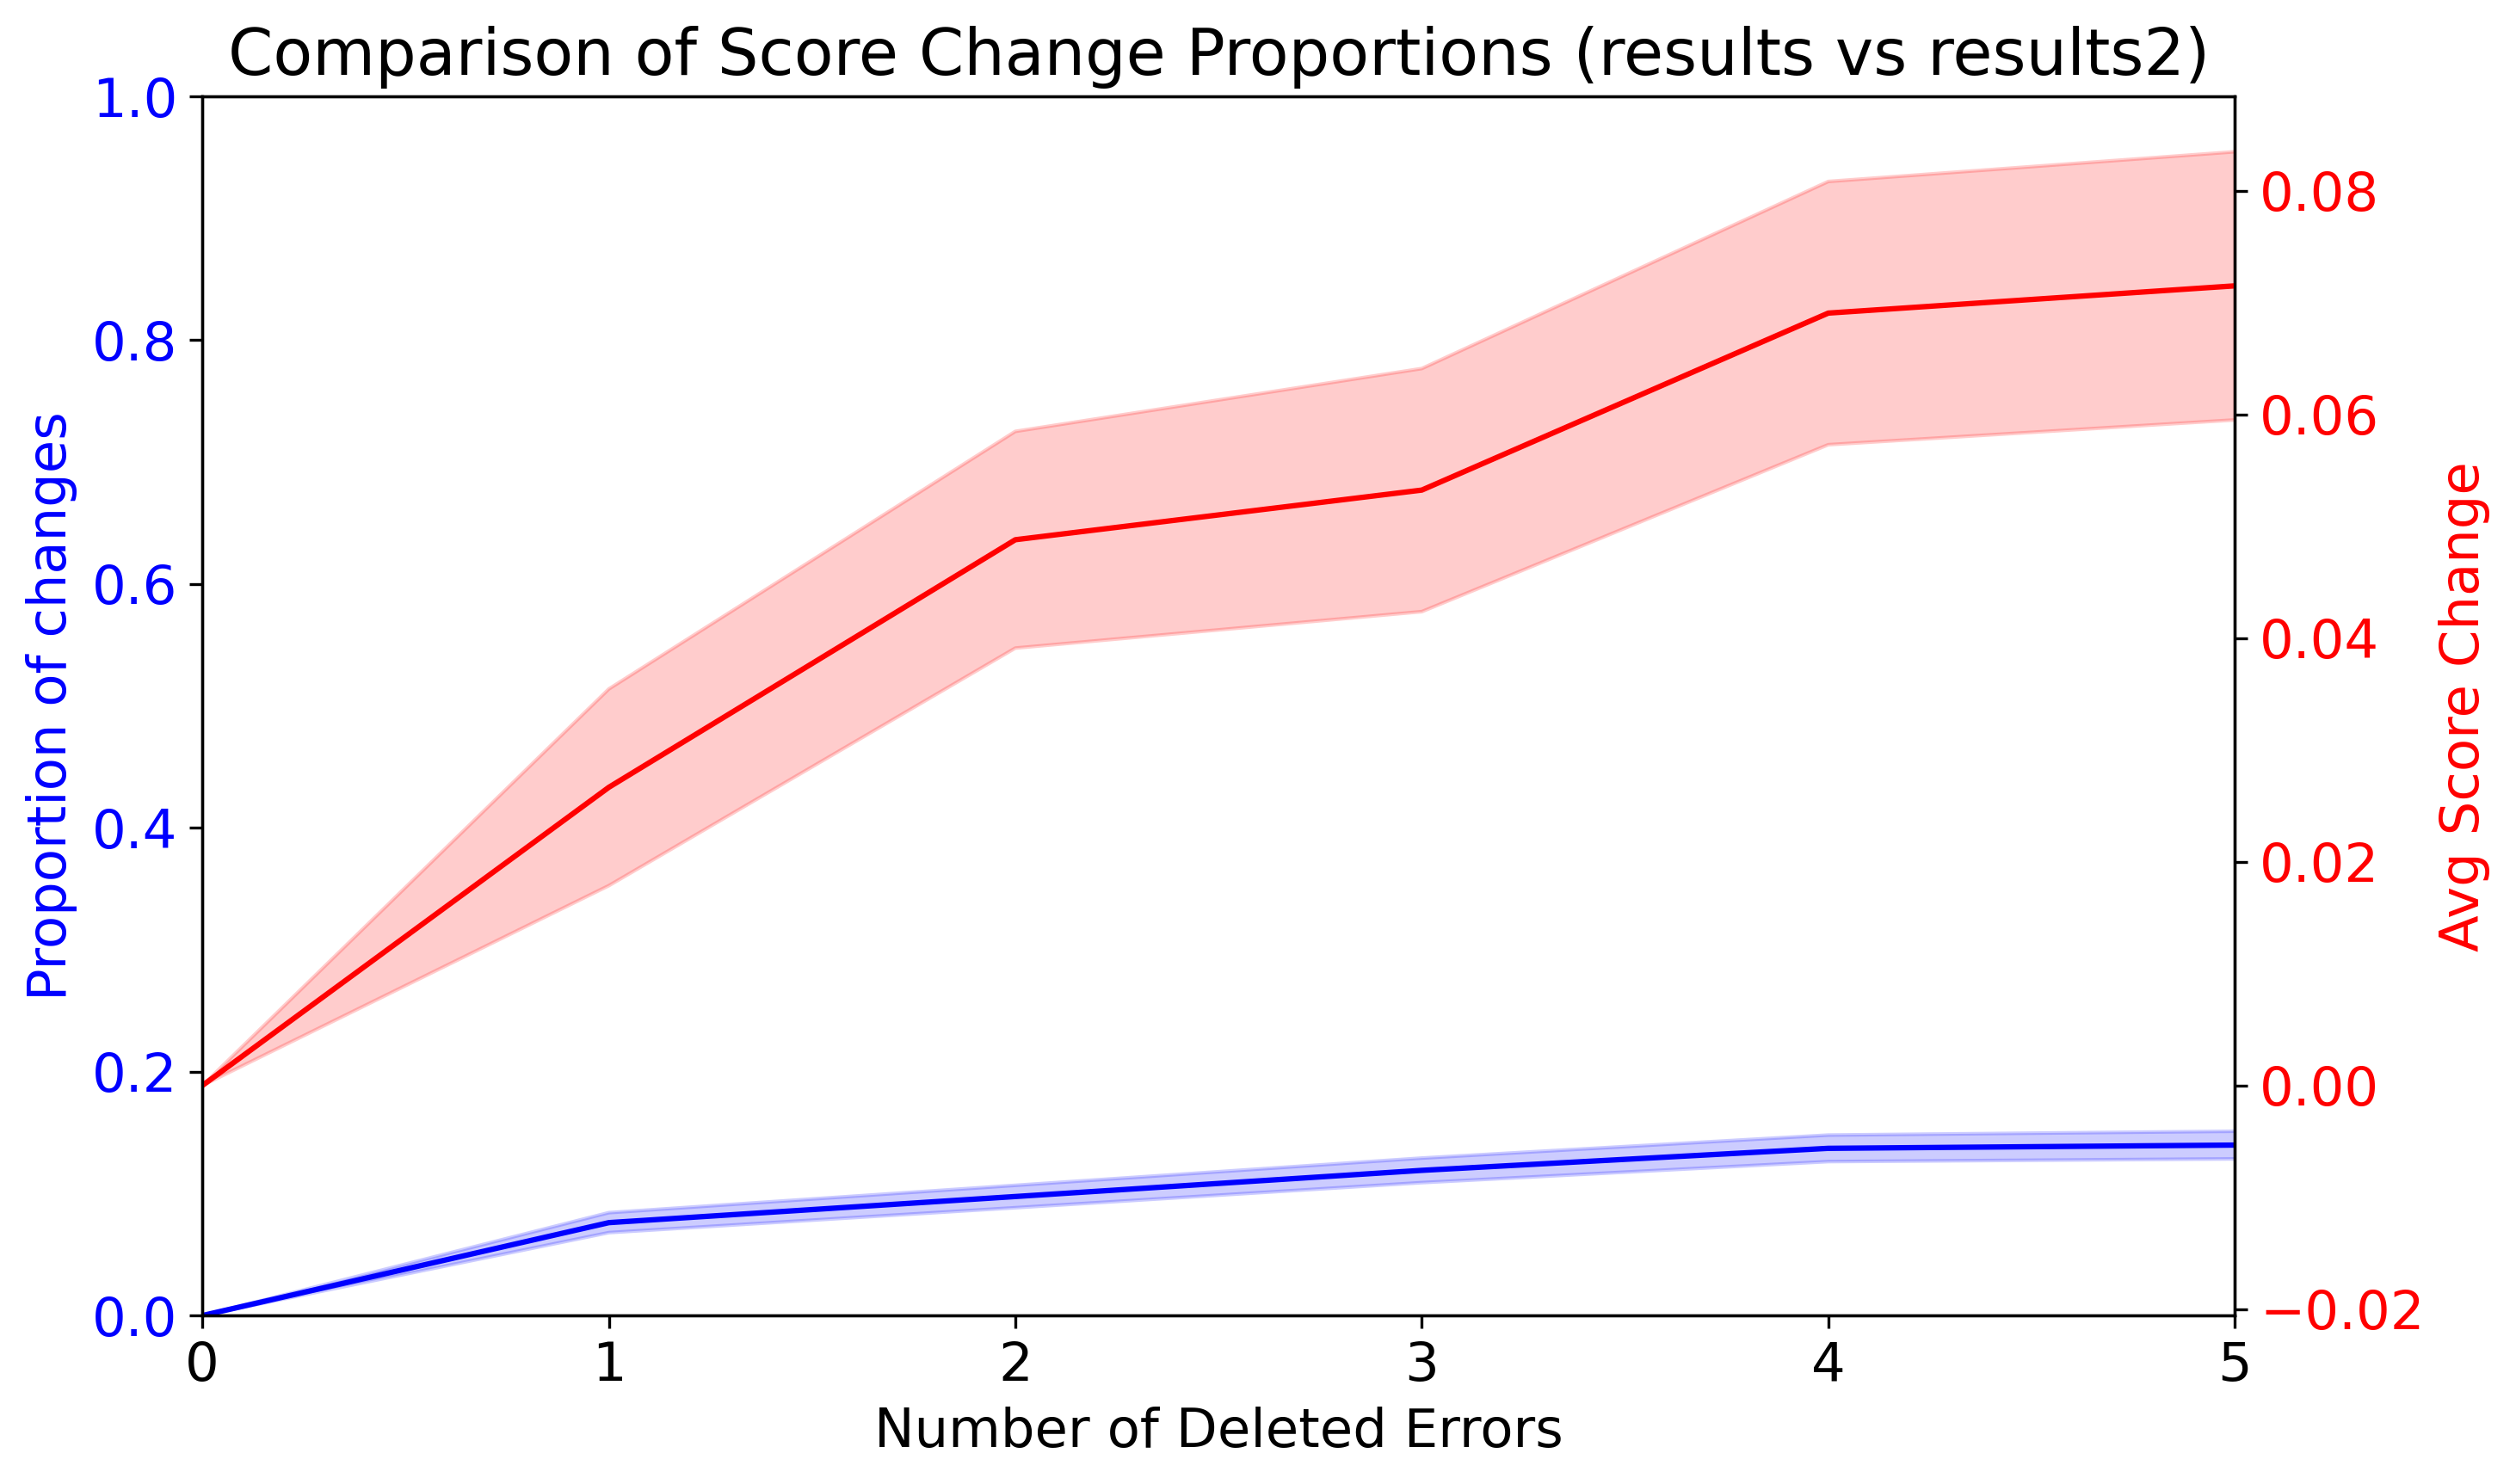 Comparison of Score Change Proportions (results vs results2)
Proportion of changes
1.0
0.8
0.6
0.4
0.2
0.0
0.08
0.06
0.04
0.02
0.00
−0.02
Avg Score Change
0 1 2 3 4 5
Number of Deleted Errors